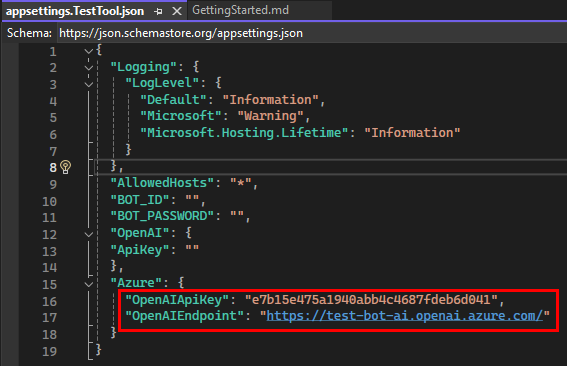 appsettings.TestTool.json GettingStarted.md
Schema: https://json.schemastore.org/appsettings.json
1 {
2 "Logging": {
3 "LogLevel": {
4 "Default": "Information",
5 "Microsoft": "Warning",
6 "Microsoft.Hosting.Lifetime": "Information"
7 }
8 },
9 "AllowedHosts": "*",
10 "BOT_ID": "",
11 "BOT_PASSWORD": "",
12 "OpenAI": {
13 "ApiKey": ""
14 },
15 "Azure": {
16 "OpenAIApiKey": "e7b15e475a1940abb4c4687fdeb6d041",
17 "OpenAIEndpoint": "https://test-bot-ai.openai.azure.com/"
18 }
19 }